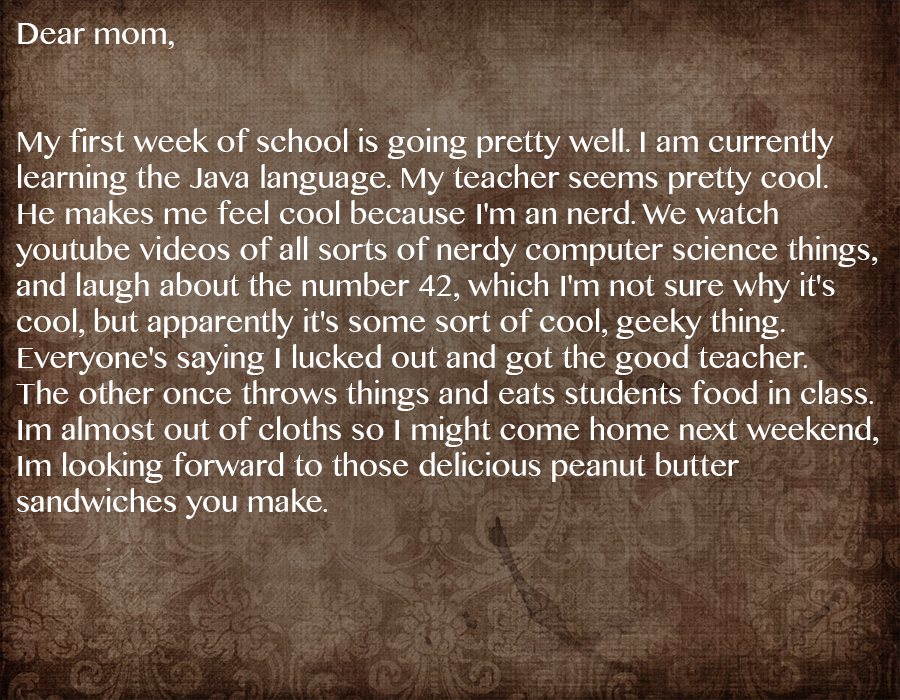 Dear mom,
My first week of school is going pretty well. I am currently
learning the Java language. My teacher seems pretty cool.
He makes me feel cool because I'm an nerd. We watch
youtube videos of all sorts of nerdy computer science things,
and laugh about the number 42, which I'm not sure why it's
cool, but apparently it's some sort of cool, geeky thing.
Everyone's saying I lucked out and got the good teacher.
The other once throws things and eats students food in class.
Im almost out of cloths so I might come home next weekend,
Im looking forward to those delicious peanut butter
sandwiches you make.